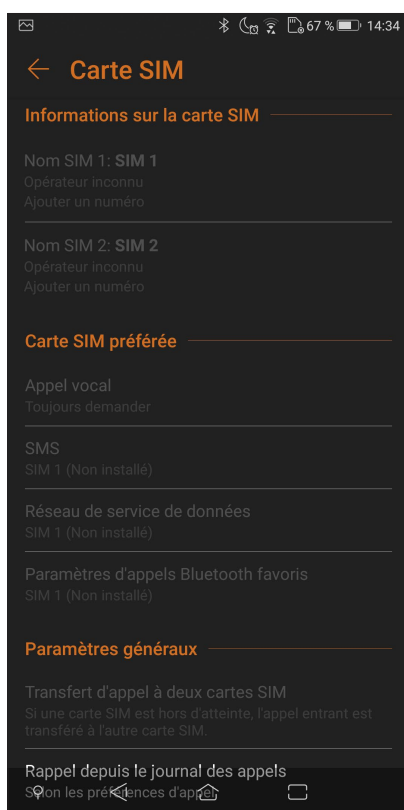 67 % 14:34
Carte SIM
Informations sur la carte SIM
Nom SIM 1: SIM 1
Opérateur inconnu
Ajouter un numéro
Nom SIM 2: SIM 2
Opérateur inconnu
Ajouter un numéro
Carte SIM préférée
Appel vocal
Toujours demander
SMS
SIM 1 (Non installé)
Réseau de service de données
SIM 1 (Non installé)
Paramètres d'appels Bluetooth favoris
SIM 1 (Non installé)
Paramètres généraux
Transfert d'appel à deux cartes SIM
Si une carte SIM est hors d'atteinte, l'appel entrant est
transféré à l'autre carte SIM.
Rappel depuis le journal des appels
Selon les préférences d'appel